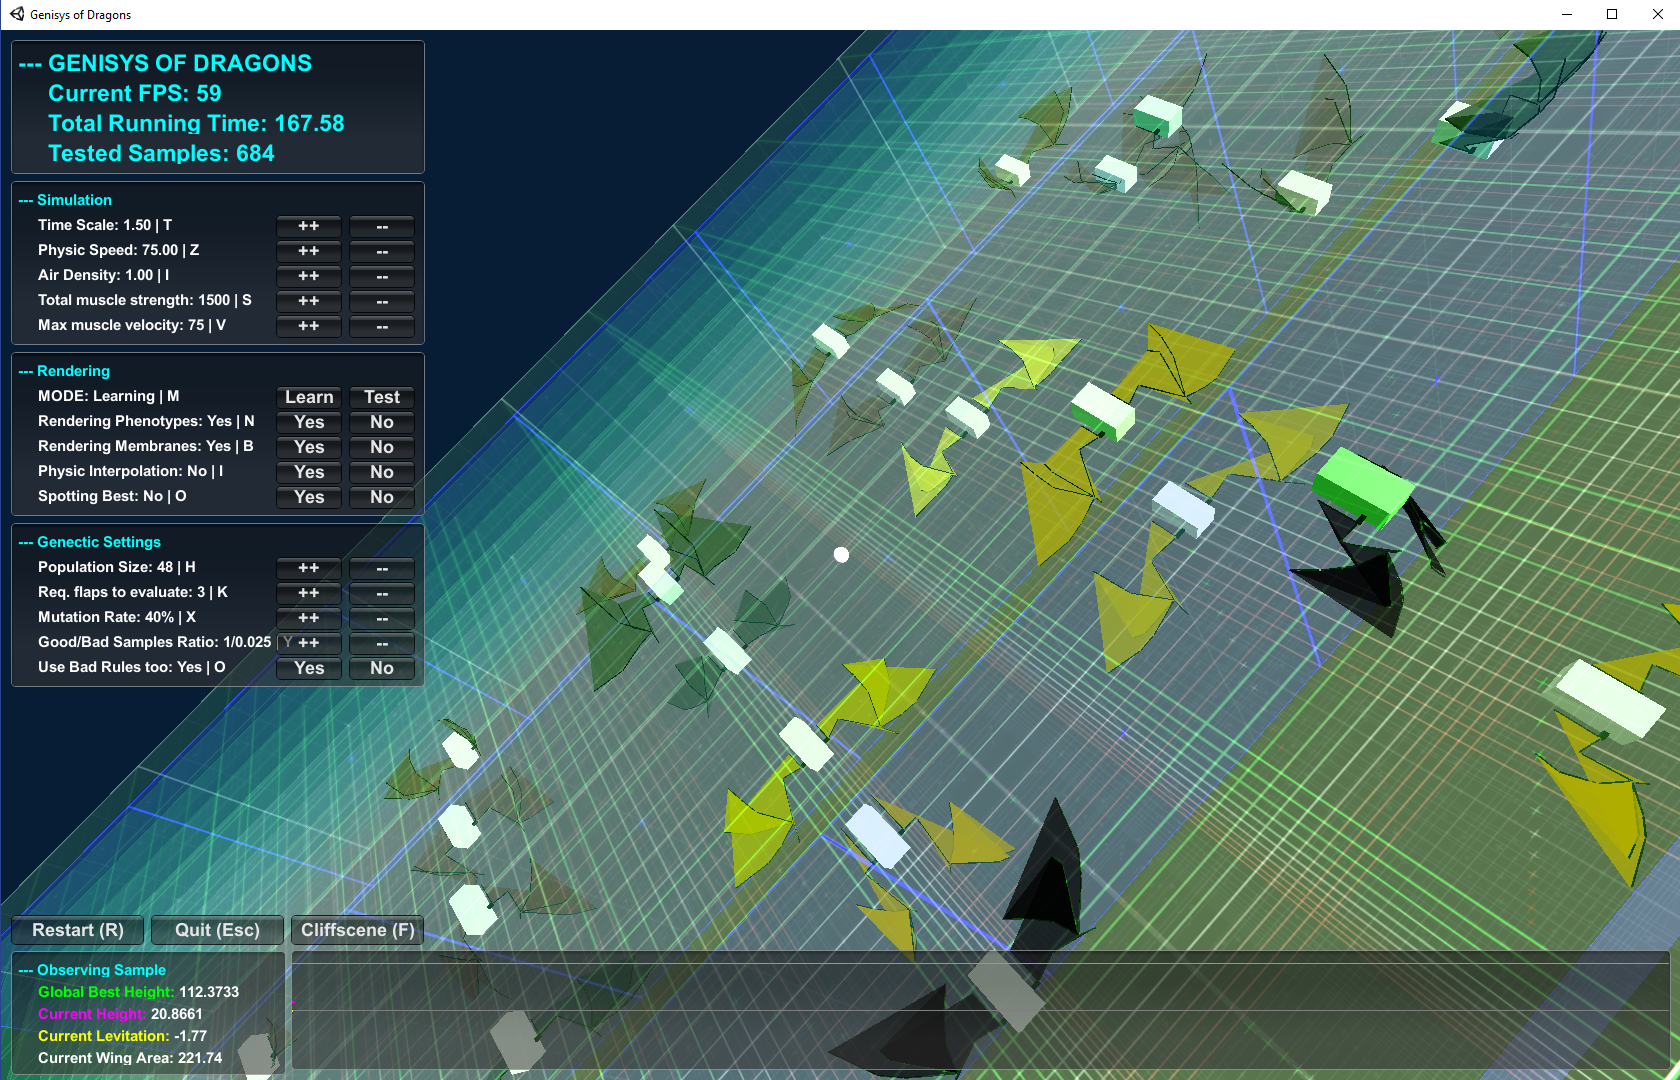 Genisys of Dragons
--- GENISYS OF DRAGONS
Current FPS: 59
Total Running Time: 167.58
Tested Samples: 684
--- Simulation
Time Scale: 1.50 | T ++ --
Physic Speed: 75.00 | Z ++ --
Air Density: 1.00 | I ++ --
Total muscle strength: 1500 | S ++ --
Max muscle velocity: 75 | V ++ --
--- Rendering
MODE: Learning | M Learn Test
Rendering Phenotypes: Yes | N Yes No
Rendering Membranes: Yes | B Yes No
Physic Interpolation: No | I Yes No
Spotting Best: No | O Yes No
--- Genectic Settings
Population Size: 48 | H ++ --
Req. flaps to evaluate: 3 | K ++ --
Mutation Rate: 40% | X ++ --
Good/Bad Samples Ratio: 1/0.025 | Y ++ --
Use Bad Rules too: Yes | O Yes No
Restart (R) Quit (Esc) Cliffscene (F)
--- Observing Sample
Global Best Height: 112.3733
Current Height: 20.8661
Current Levitation: -1.77
Current Wing Area: 221.74